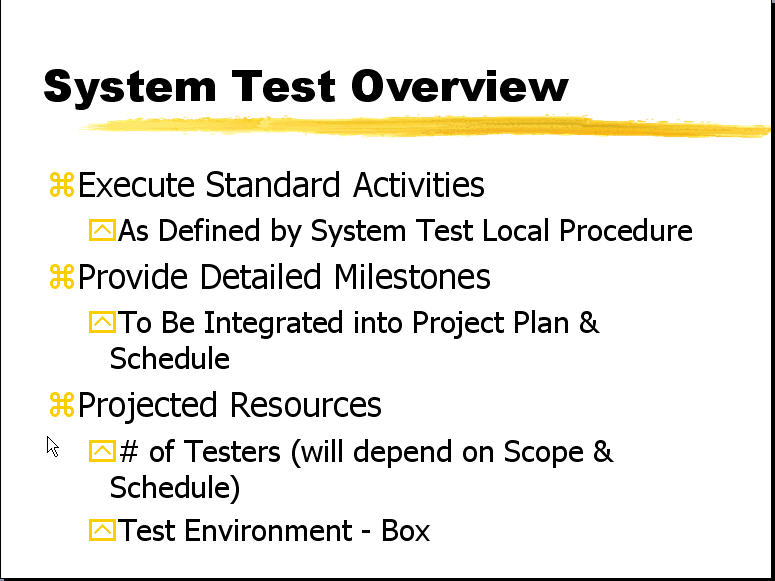 System Test Overview
Execute Standard Activities
As Defined by System Test Local Procedure
Provide Detailed Milestones
To Be Integrated into Project Plan &
Schedule
Projected Resources
# of Testers (will depend on Scope &
Schedule)
Test Environment - Box